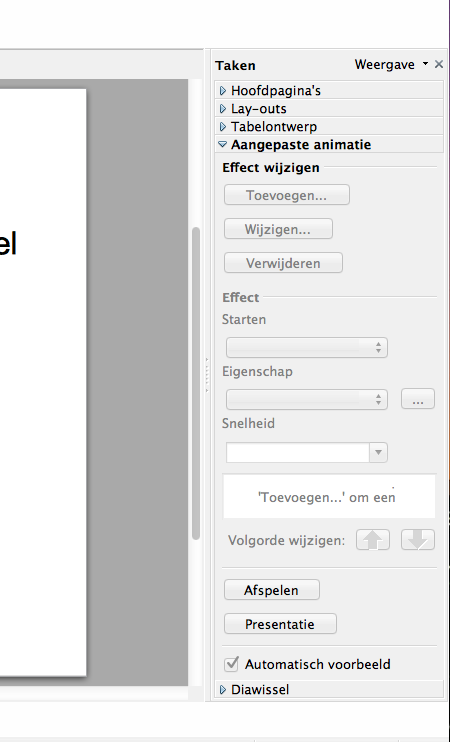 Taken Weergave
Hoofdpagina's
Lay-outs
Tabelontwerp
Aangepaste animatie
Effect wijzigen
Toevoegen...
Wijzigen...
Verwijderen
Effect
Starten
Eigenschap
...
Snelheid
el
'Toevoegen...' om een
Volgorde wijzigen:
Afspelen
Presentatie
Automatisch voorbeeld
Diawissel